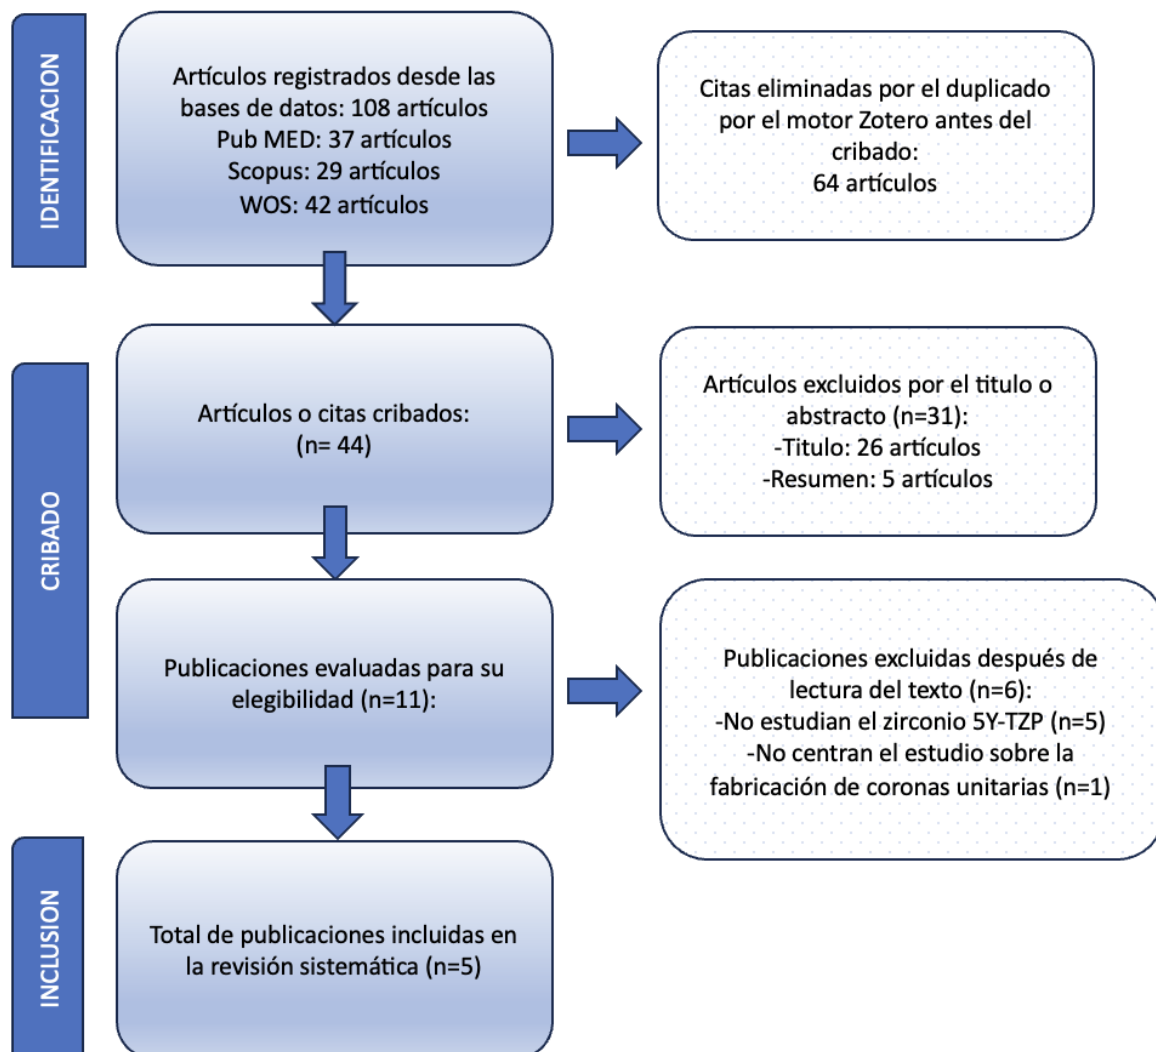 IDENTIFICACION
Artículos registrados desde las
bases de datos: 108 artículos
Pub MED: 37 artículos
Scopus: 29 artículos
WOS: 42 artículos
Citas eliminadas por el duplicado
por el motor Zotero antes del
cribado:
64 artículos
CRIBADO
Artículos o citas cribados:
(n= 44)
Artículos excluidos por el titulo o
abstracto (n=31):
-Titulo: 26 artículos
-Resumen: 5 artículos
Publicaciones evaluadas para su
elegibilidad (n=11):
Publicaciones excluidas después de
lectura del texto (n=6):
-No estudian el zirconio 5Y-TZP (n=5)
-No centran el estudio sobre la
fabricación de coronas unitarias (n=1)
INCLUSION
Total de publicaciones incluidas en
la revisión sistemática (n=5)